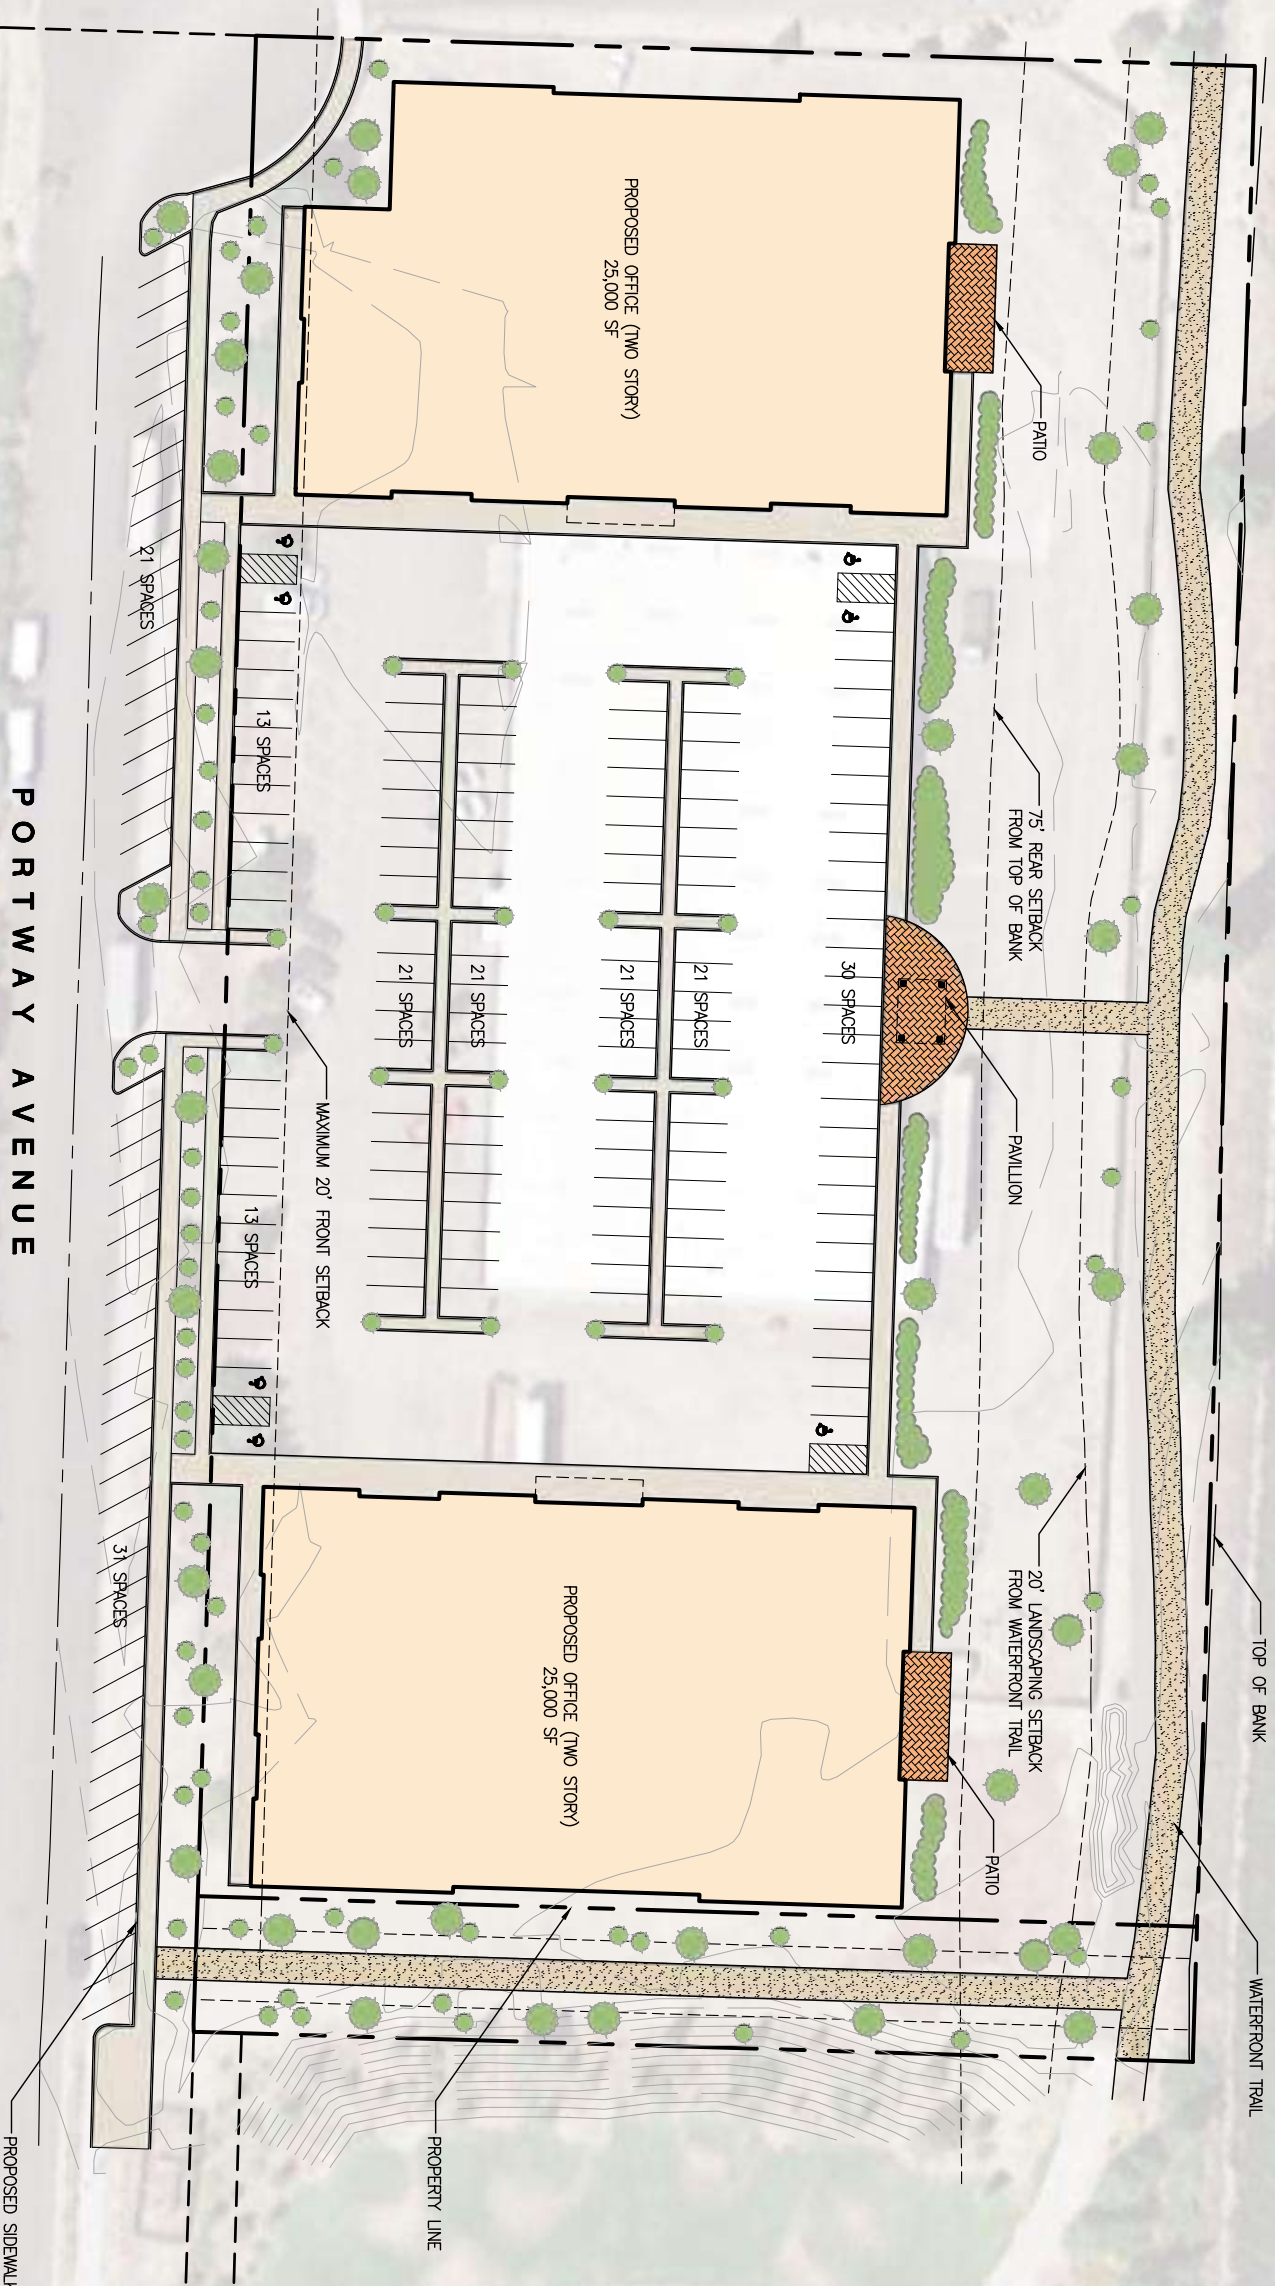 TOP OF BANK
WATERFRONT TRAIL
20' LANDSCAPING SETBACK
FROM WATERFRONT TRAIL
75' REAR SETBACK
FROM TOP OF BANK
PATIO
PAVILLION
PATIO
PROPOSED OFFICE (TWO STORY)
25,000 SF
30 SPACES
21 SPACES
21 SPACES
21 SPACES
21 SPACES
PROPOSED OFFICE (TWO STORY)
25,000 SF
PROPERTY LINE
MAXIMUM 20' FRONT SETBACK
13 SPACES
13 SPACES
21 SPACES
31 SPACES
PORTWAY AVENUE
PROPOSED SIDEWALK